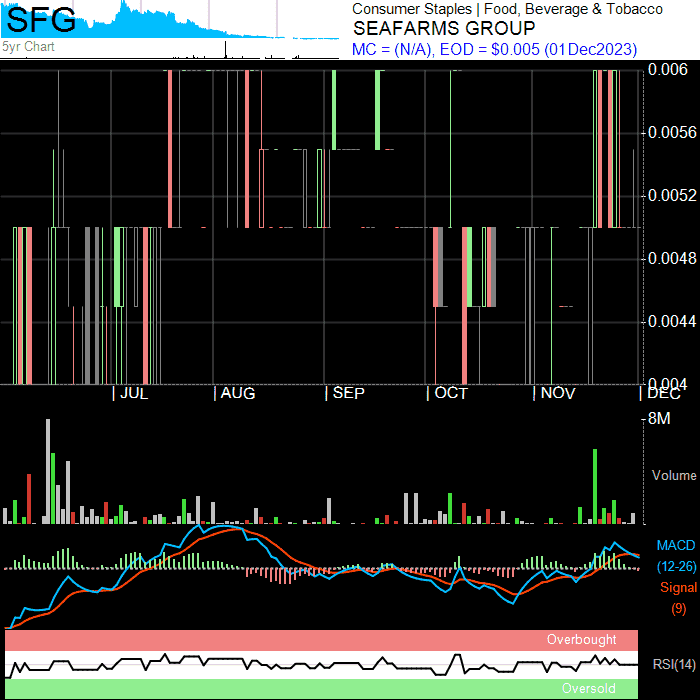 SFG
5yr Chart
Consumer Staples | Food, Beverage & Tobacco
SEAFARMS GROUP
MC = (N/A), EOD = $0.005 (01Dec2023)
0.006
0.0056
0.0052
0.0048
0.0044
0.004
| JUL | AUG | SEP | OCT | NOV | DEC
8M
Volume
MACD
(12-26)
Signal
(9)
Overbought
RSI(14)
Oversold